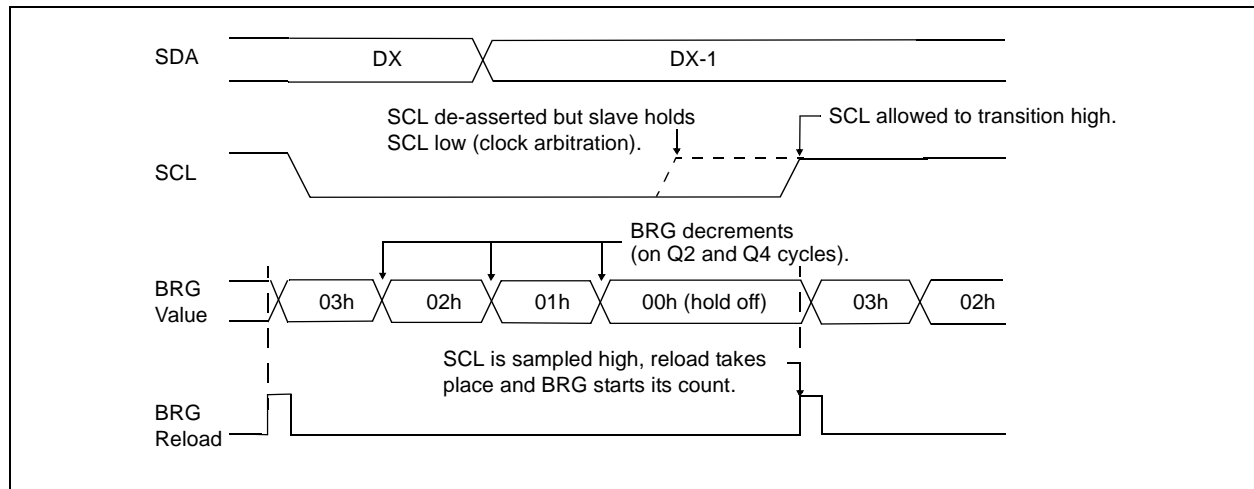 SDA
DX
DX-1
SCL de-asserted but slave holds
SCL low (clock arbitration).
SCL allowed to transition high.
SCL
BRG decrements
(on Q2 and Q4 cycles).
BRG
Value
03h
02h
01h
00h (hold off)
03h
02h
SCL is sampled high, reload takes
place and BRG starts its count.
BRG
Reload